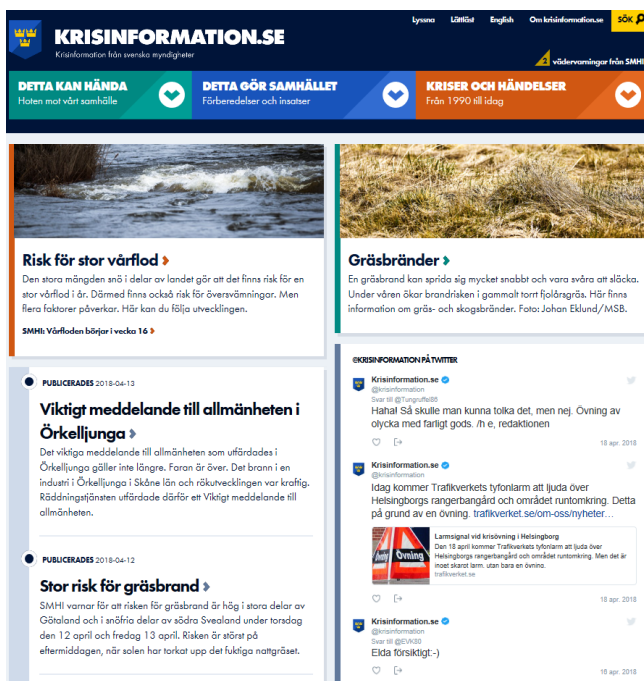 Lyssna Lättläst English Om krisinformation.se SÖK
KRISINFORMATION.SE
Krisinformation från svenska myndigheter
2 vädervarningar från SMHI
DETTA KAN HÄNDA
Hoten mot vårt samhälle
DETTA GÖR SAMHÄLLET
Förberedelser och insatser
KRISER OCH HÄNDELSER
Från 1990 till idag
Risk för stor vårflod
Den stora mängden snö i delar av landet gör att det finns risk för en
stor vårflod i år. Därmed finns också risk för översvämningar. Men
flera faktorer påverkar. Här kan du följa utvecklingen.
SMHI: Vårfloden börjar i vecka 16
PUBLICERADES 2018-04-13
Viktigt meddelande till allmänheten i
Örkelljunga
Det viktiga meddelande till allmänheten som utfärdades i
Örkelljunga gäller inte längre. Faran är över. Det brann i en
industri i Örkelljunga i Skåne län och rökutvecklingen var kraftig.
Räddningstjänsten utfärdade därför ett Viktigt meddelande till
allmänheten.
PUBLICERADES 2018-04-12
Stor risk för gräsbrand
SMHI varnar för att risken för gräsbrand är hög i stora delar av
Götaland och i snöfria delar av södra Svealand under torsdag
den 12 april och fredag 13 april. Risken är störst på
eftermiddagen, när solen har torkat upp det fuktiga nattgräset.
Gräsbränder
En gräsbrand kan sprida sig mycket snabbt och vara svåra att släcka.
Under våren ökar brandrisken i gammalt torrt fjolårsgräs. Här finns
information om gräs- och skogsbränder. Foto: Johan Eklund/MSB.
@KRISINFORMATION PÅ TWITTER
Krisinformation.se
@krisinformation
Svar till @Tungruffel86
Haha! Så skulle man kunna tolka det, men nej. Övning av
olycka med farligt gods. /h e, redaktionen
18 apr. 2018
Krisinformation.se
@krisinformation
Idag kommer Trafikverkets tyfonlarm att ljuda över
Helsingborgs rangerbangård och området runtomkring. Detta
på grund av en övning. trafikverket.se/om-oss/nyheter…
Övning
Larmsignal vid krisövning i Helsingborg
Den 18 april kommer Trafikverkets tyfonlarm att ljuda över
Helsingborgs rangerbangård och området runtomkring. Men det är
inget skarpt larm, utan bara en övning.
trafikverket.se
18 apr. 2018
Krisinformation.se
@krisinformation
Svar till @EVK80
Elda försiktigt:-)
16 apr. 2018